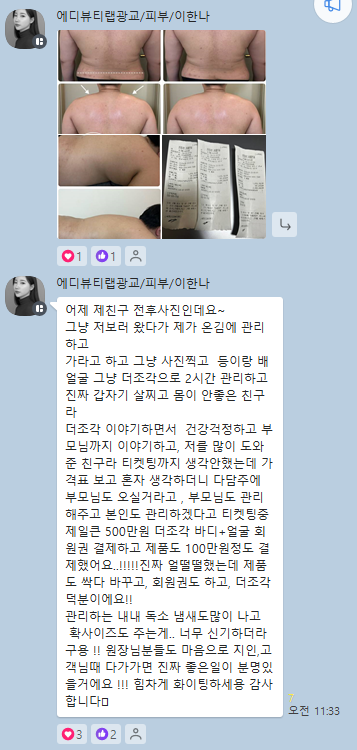 에디뷰티랩광교/피부/이한나
1
1
에디뷰티랩광교/피부/이한나
어제 제친구 전후사진인데요~
그냥 저보러 왔다가 제가 온김에 관리
하고
가라고 하고 그냥 사진찍고 등이랑 배
얼굴 그냥 더조각으로 2시간 관리하고
진짜 갑자기 살찌고 몸이 안좋은 친구
라
더조각 이야기하면서 건강걱정하고 부
모님까지 이야기하고, 저를 많이 도와
준 친구라 티켓팅까지 생각안했는데 가
격표 보고 혼자 생각하더니 다담주에
부모님도 오실거라고 , 부모님도 관리
해주고 본인도 관리하겠다고 티켓팅중
제일큰 500만원 더조각 바디+얼굴 회
원권 결제하고 제품도 100만원정도 결
제했어요..!!!!!진짜 얼떨떨했는데 제품
도 싹다 바꾸고, 회원권도 하고, 더조각
덕분이에요!!
관리하는 내내 독소 냄새도많이 나고
확사이즈도 주는게.. 너무 신기하더라
구용 !! 원장님분들도 마음으로 지인,고
객님때 다가가면 진짜 좋은일이 분명있
을거에요 !!! 힘차게 화이팅하세용 감사
합니다
7
오전 11:33
3
2